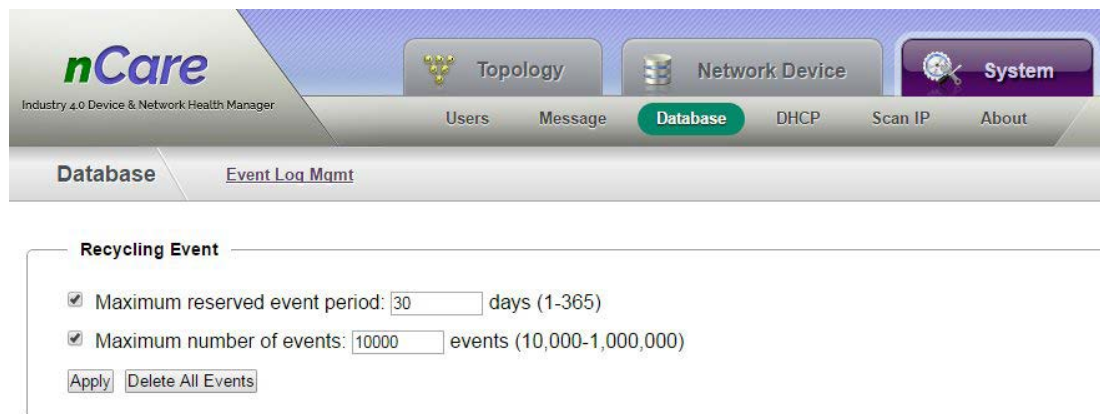 nCare
Industry 4.0 Device & Network Health Manager
Topology Network Device System
Users Message Database DHCP Scan IP About
Database Event Log Mgmt
Recycling Event
Maximum reserved event period: 30 days (1-365)
Maximum number of events: 10000 events (10,000-1,000,000)
Apply Delete All Events